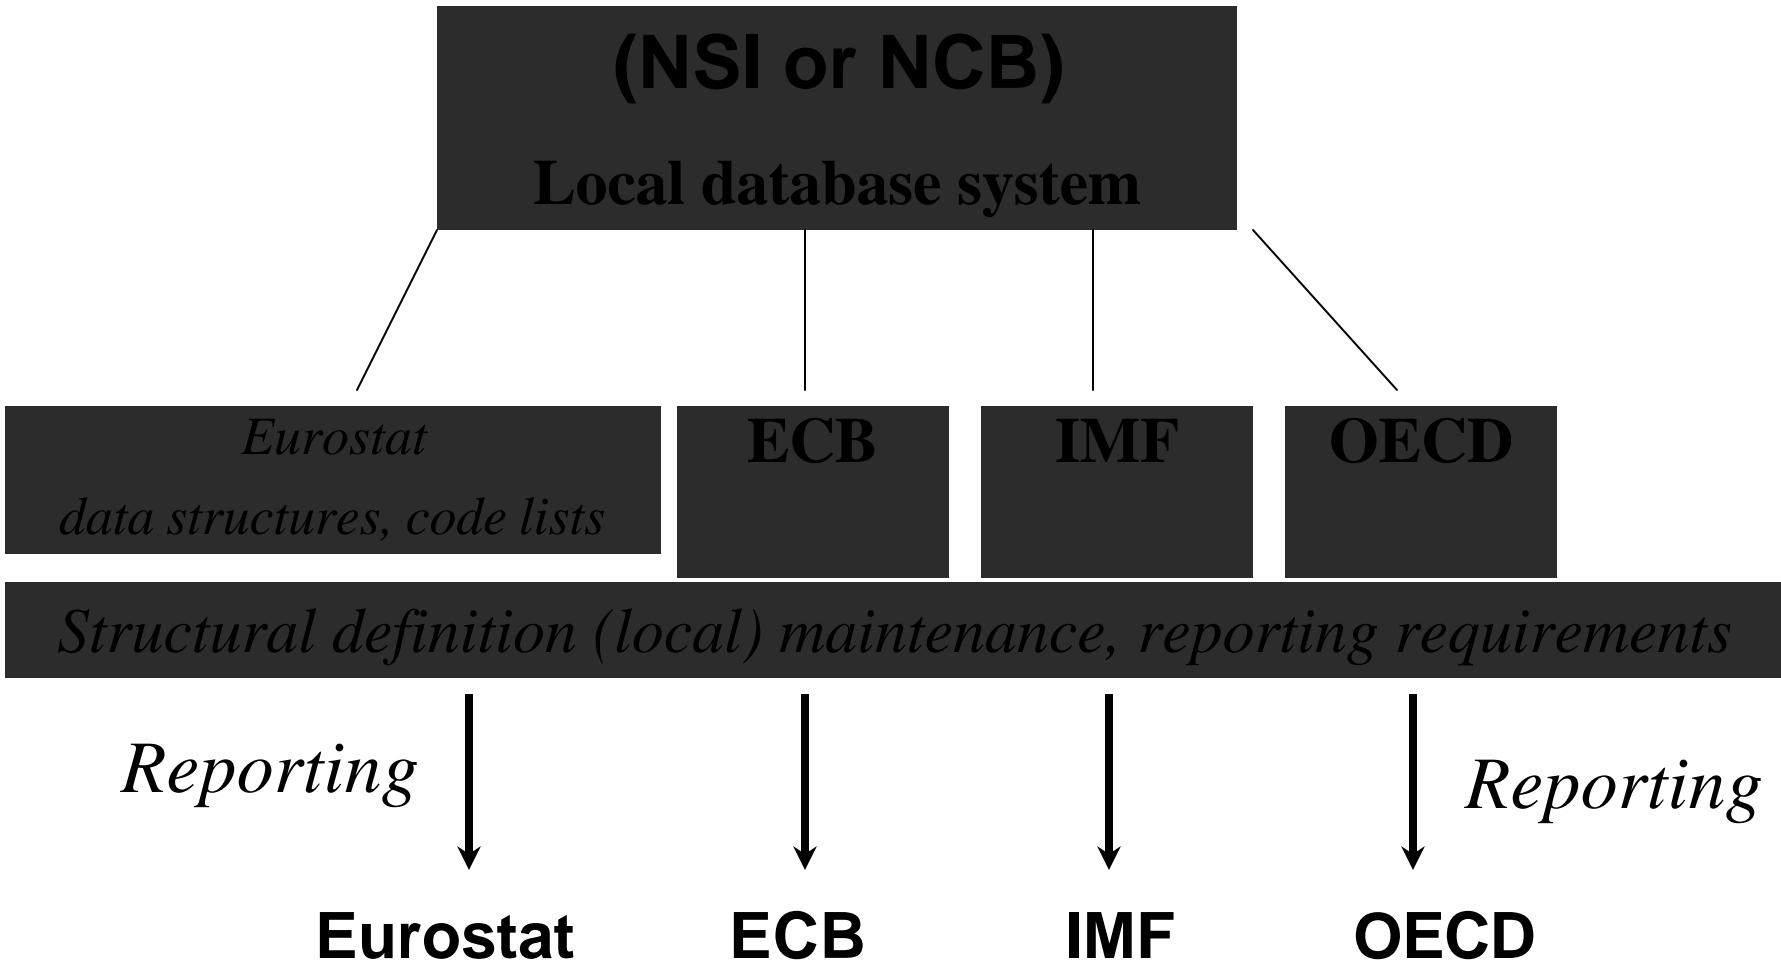 (NSI or NCB)
Local database system
Eurostat
data structures, code lists
ECB
IMF
OECD
Structural definition (local) maintenance, reporting requirements
Reporting
Reporting
Eurostat
ECB
IMF
OECD